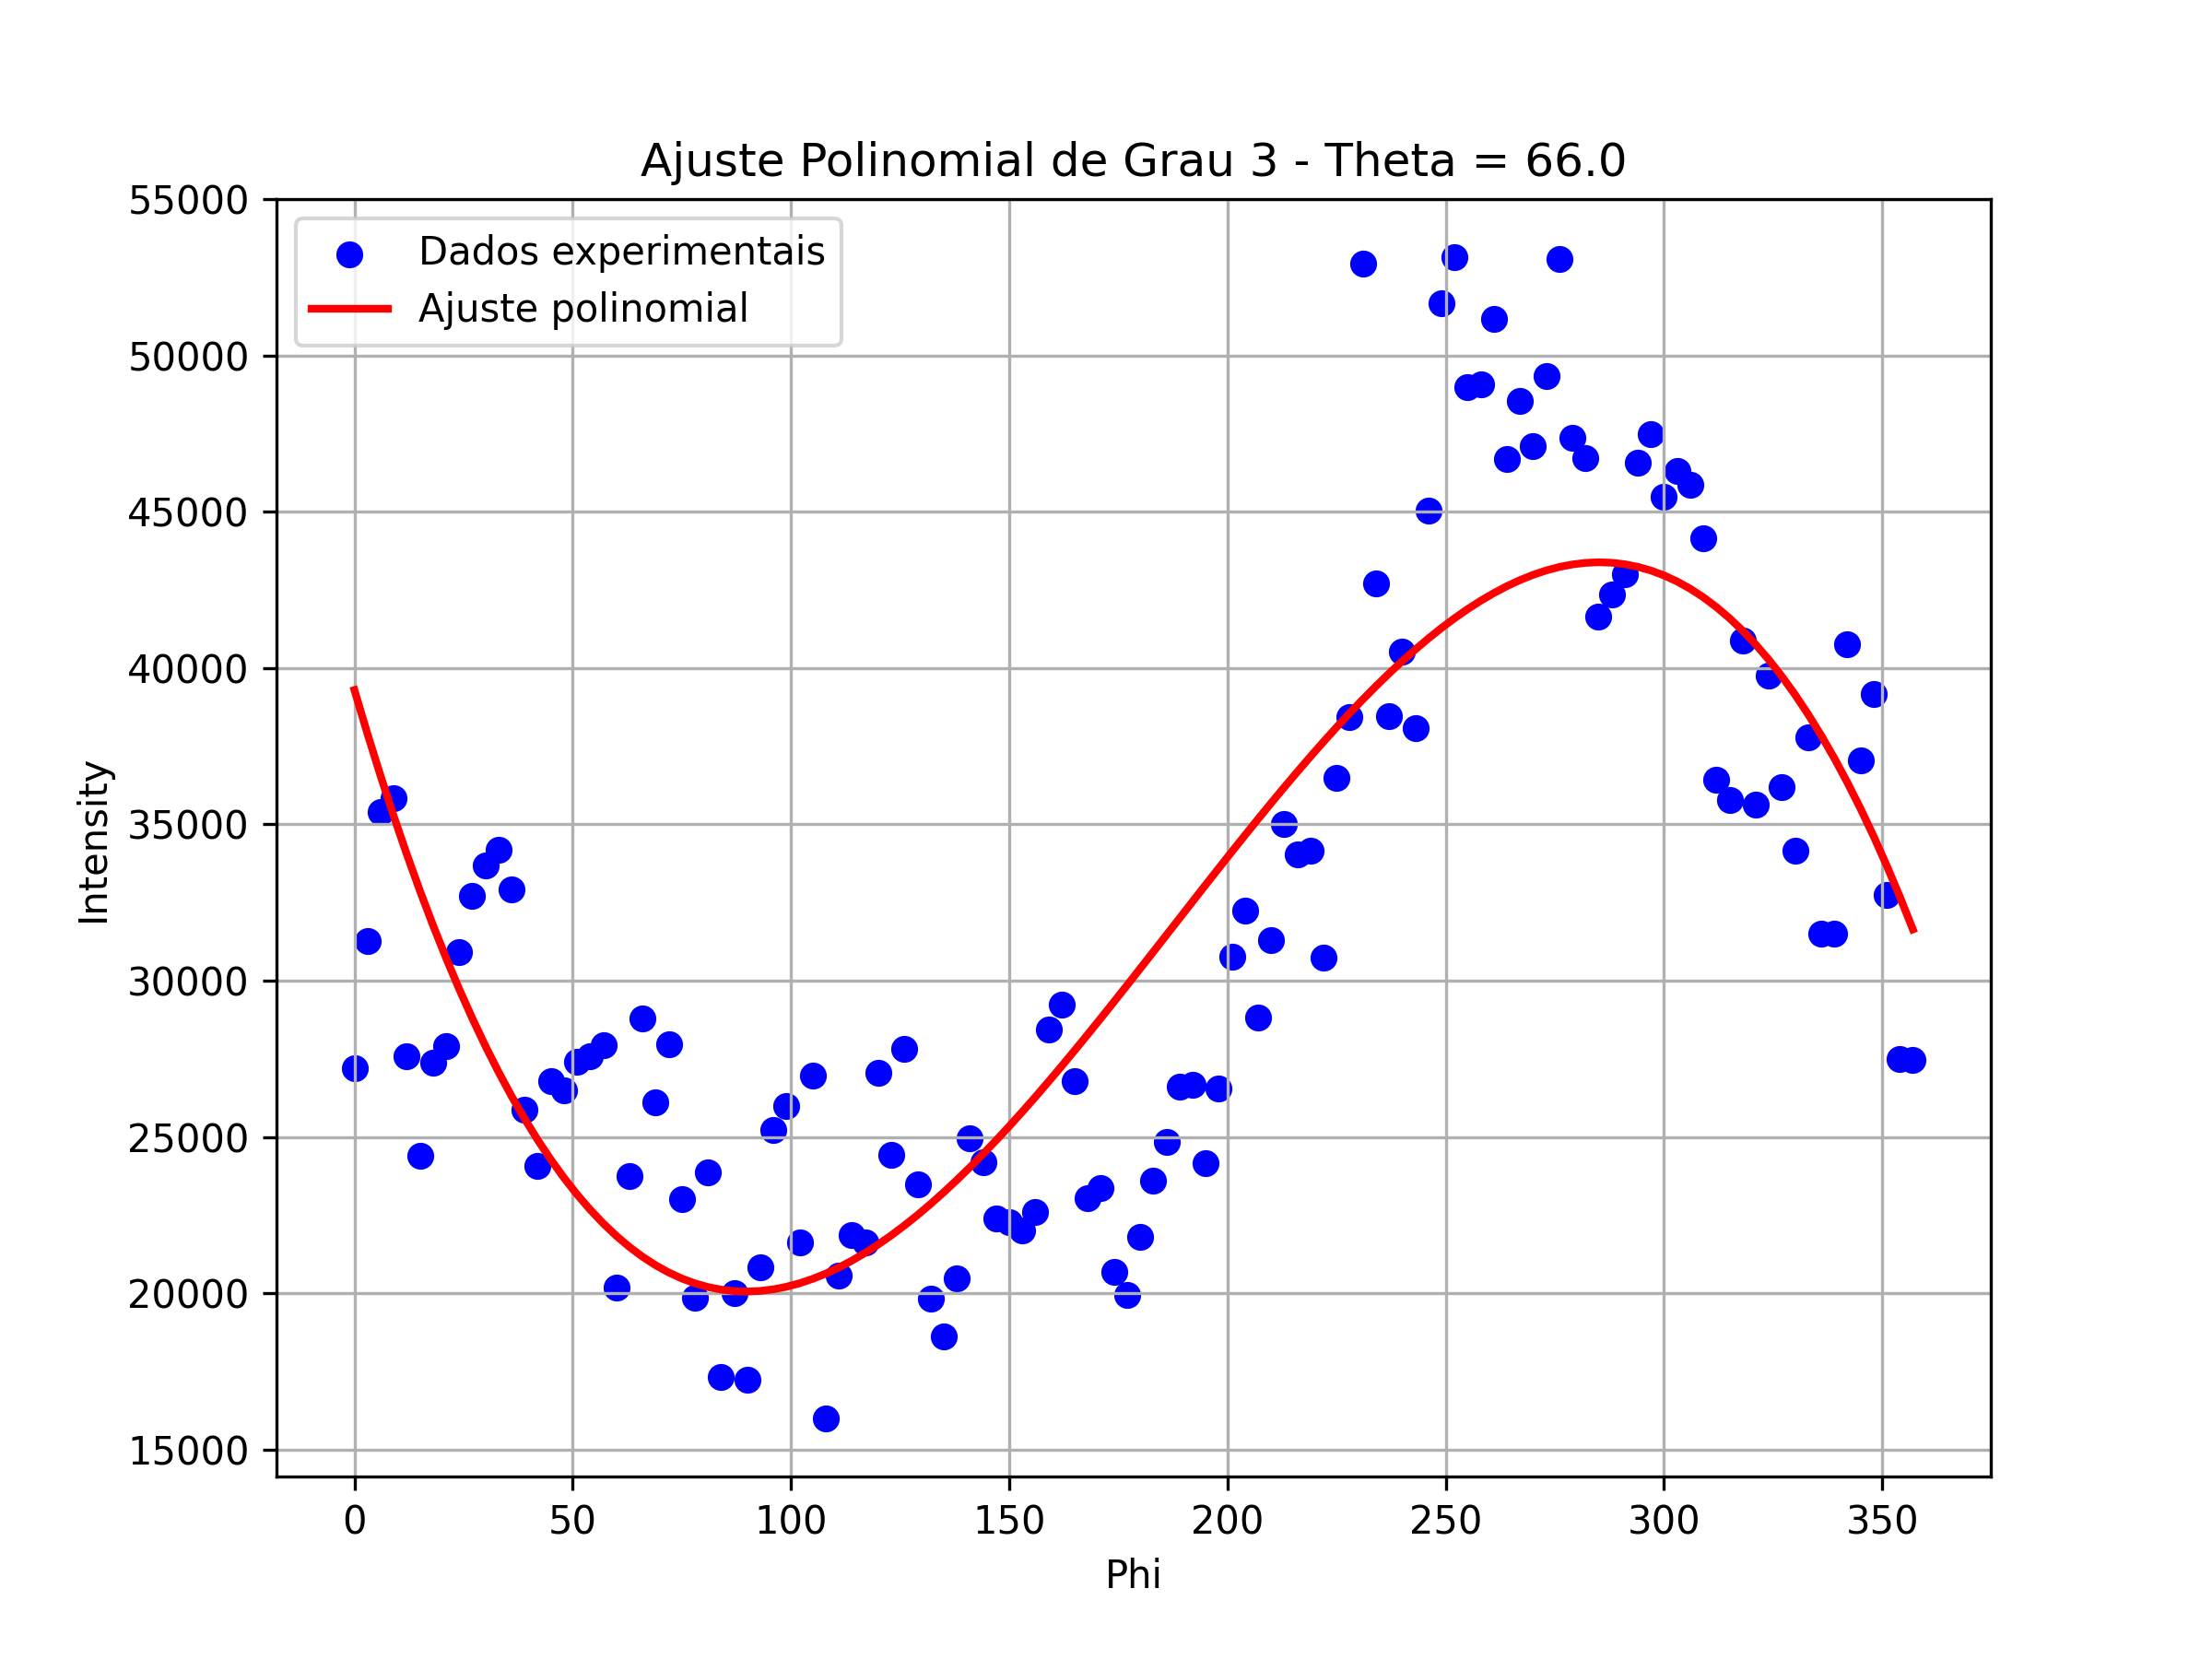 Ajuste Polinomial de Grau 3 - Theta = 66.0
Dados experimentais
Ajuste polinomial
55000
50000
45000
40000
35000
30000
25000
20000
15000
Intensity
0 50 100 150 200 250 300 350
Phi